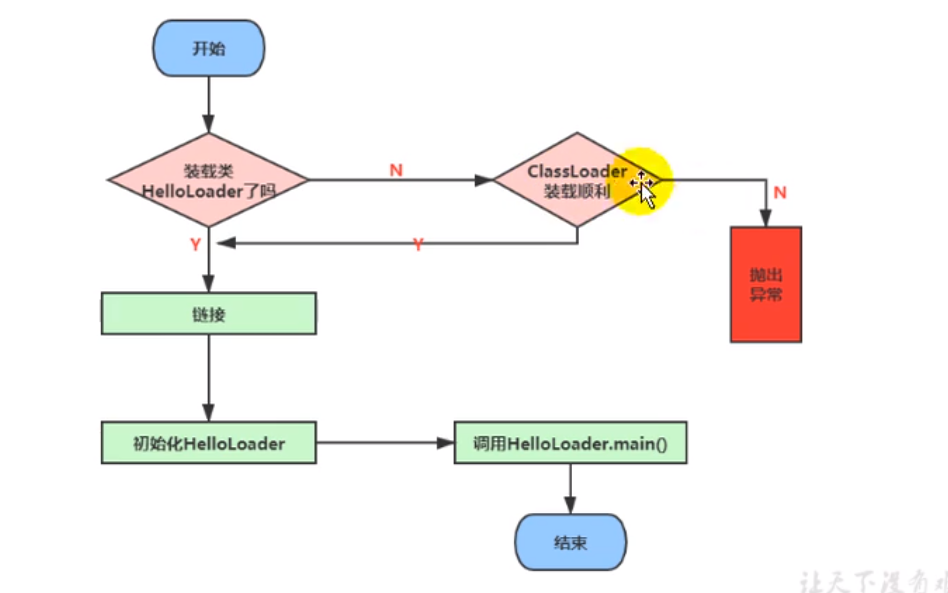 开始
装载类
HelloLoader了吗
N
ClassLoader
装载顺利
N
Y
Y
抛出
异常
链接
初始化HelloLoader
调用HelloLoader.main()
结束
让天下没有